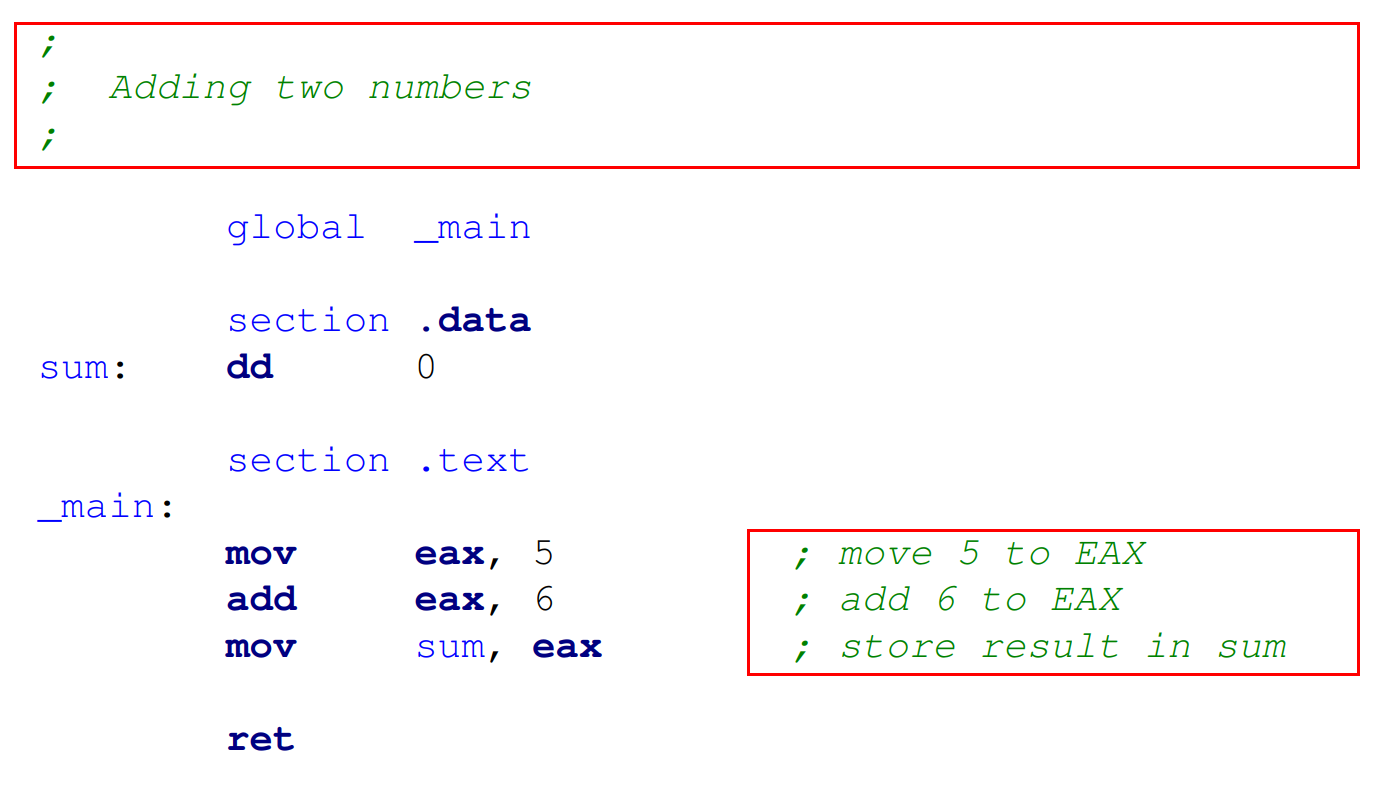 ;
; Adding two numbers
;
global _main
section .data
sum: dd 0
section .text
_main:
mov eax, 5 ; move 5 to EAX
add eax, 6 ; add 6 to EAX
mov sum, eax ; store result in sum
ret